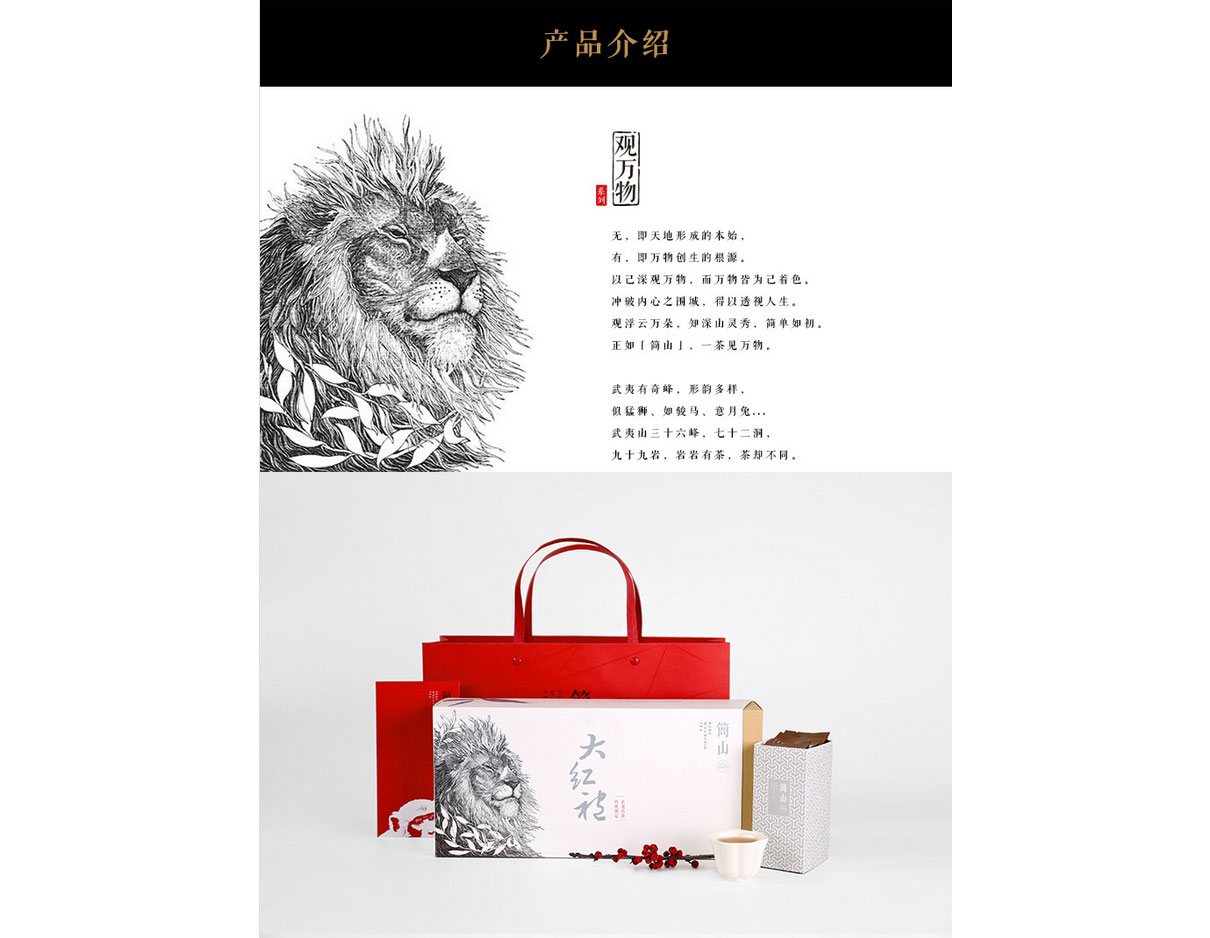 产品介绍
观万物
系列
无，即天地形成的本始，
有，即万物创生的根源。
以己深观万物，而万物皆为己着色。
冲破内心之围城，得以透视人生。
观浮云万朵，知深山灵秀，简单如初。
正如「筒山」，一茶见万物。
武夷有奇峰，形韵多样，
似猛狮、如骏马、意月兔...
武夷山三十六峰，七十二洞，
九十九岩，岩岩有茶，茶却不同。
大红袍
筒山
筒山